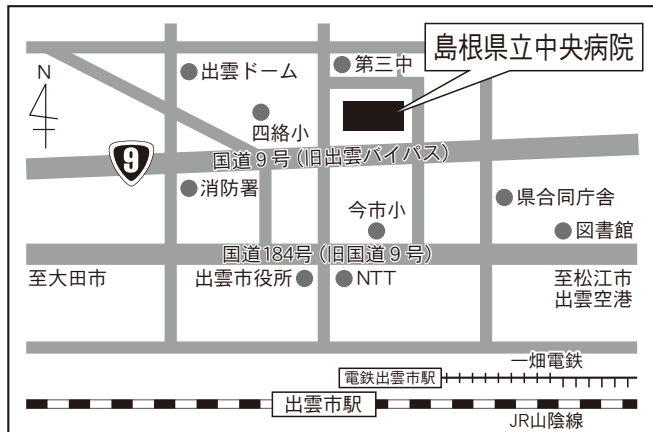 島根県立中央病院
第三中
出雲ドーム
N
四絡小
国道9号(旧出雲バイパス)
9
消防署
県合同庁舎
今市小
図書館
国道184号(旧国道9号)
至大田市
出雲市役所
NTT
至松江市
出雲空港
一畑電鉄
電鉄出雲市駅
出雲市駅
JR山陰線